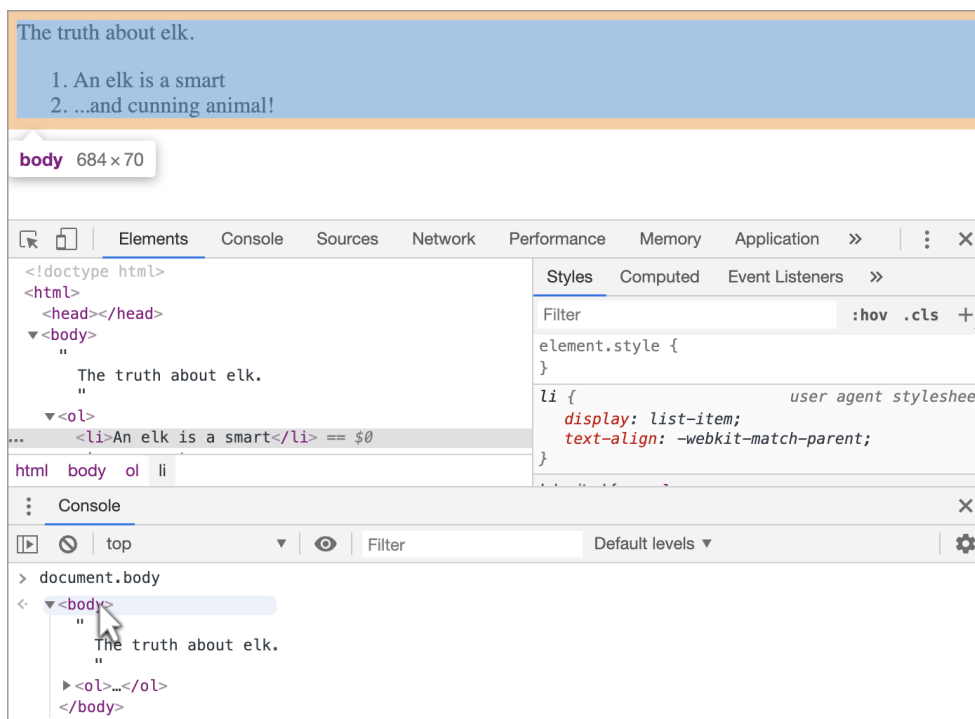 The truth about elk.
1. An elk is a smart
2. ...and cunning animal!
body 684 × 70
Elements Console Sources Network Performance Memory Application »
<!doctype html>
<html>
<head></head>
▼<body>
"
The truth about elk.
"
▼<ol>
... <li>An elk is a smart</li> == $0
html body ol li
Styles Computed Event Listeners »
Filter :hov .cls +
element.style {
}
li { user agent styleshee
display: list-item;
text-align: -webkit-match-parent;
}
Console
top ▼ Filter Default levels ▼
> document.body
▼<body>
"
The truth about elk.
"
▶<ol>…</ol>
</body>